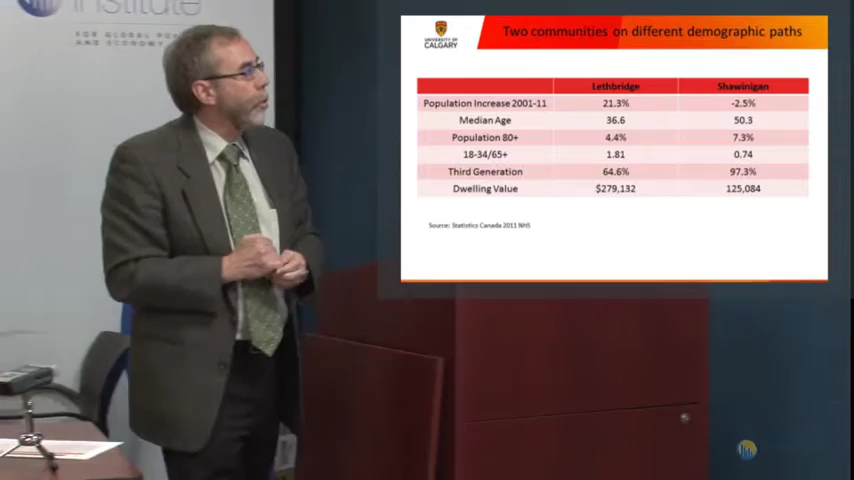 institute
FOR GLOBAL
AND ECONOMY
UNIVERSITY OF
CALGARY
Two communities on different demographic paths
Lethbridge Shawinigan
Population Increase 2001-11 21.3% -2.5%
Median Age 36.6 50.3
Population 80+ 4.4% 7.3%
18-34/65+ 1.81 0.74
Third Generation 64.6% 97.3%
Dwelling Value $279,132 125,084
Source: Statistics Canada 2011 NHS